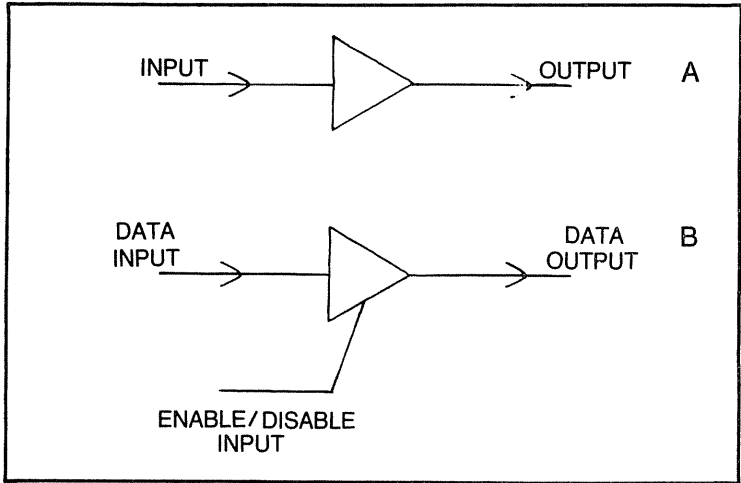 INPUT
OUTPUT
A
DATA
INPUT
DATA
OUTPUT
B
ENABLE/DISABLE
INPUT